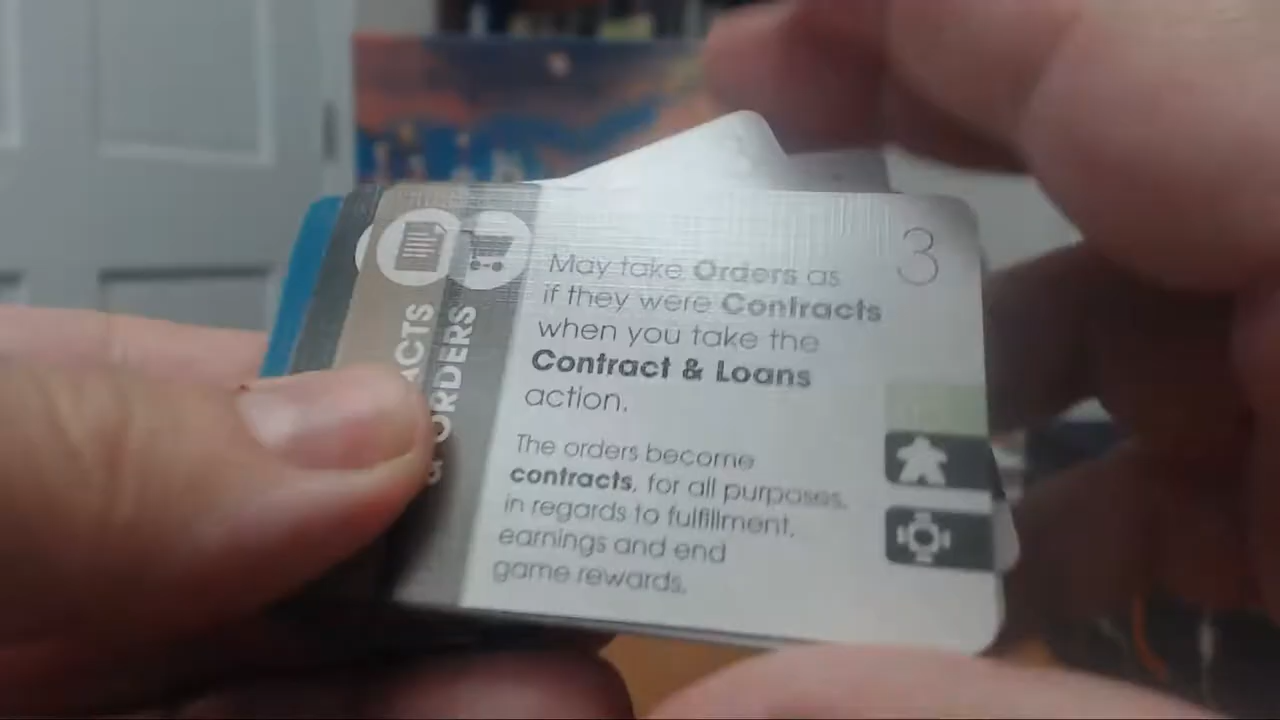 3
May take Orders as
if they were Contracts
when you take the
Contract & Loans
action.
The orders become
contracts, for all purposes,
in regards to fulfillment,
earnings and end
game rewards.
ACTS
& ORDERS